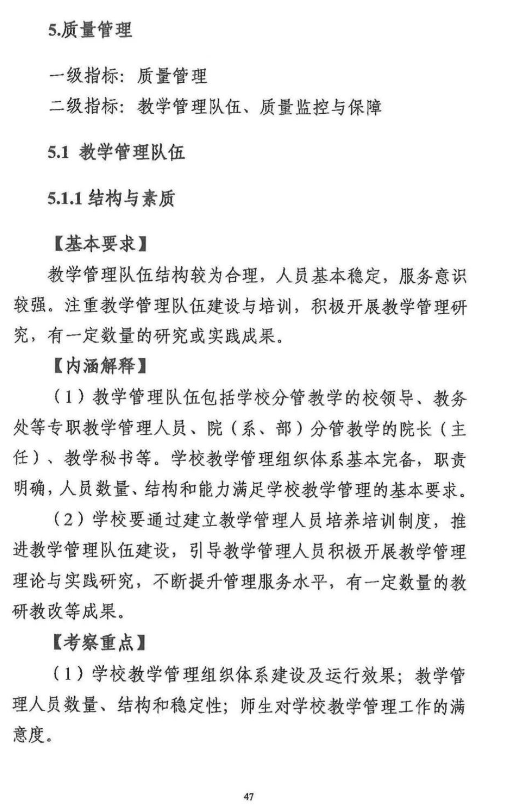 5.质量管理
一级指标：质量管理
二级指标：教学管理队伍、质量监控与保障
5.1 教学管理队伍
5.1.1 结构与素质
【基本要求】
教学管理队伍结构较为合理，人员基本稳定，服务意识
较强。注重教学管理队伍建设与培训，积极开展教学管理研
究，有一定数量的研究或实践成果。
【内涵解释】
（1）教学管理队伍包括学校分管教学的校领导、教务
处等专职教学管理人员、院（系、部）分管教学的院长（主
任）、教学秘书等。学校教学管理组织体系基本完备，职责
明确，人员数量、结构和能力满足学校教学管理的基本要求。
（2）学校要通过建立教学管理人员培养培训制度，推
进教学管理队伍建设，引导教学管理人员积极开展教学管理
理论与实践研究，不断提升管理服务水平，有一定数量的教
研教改等成果。
【考察重点】
（1）学校教学管理组织体系建设及运行效果；教学管
理人员数量、结构和稳定性；师生对学校教学管理工作的满
意度。
47